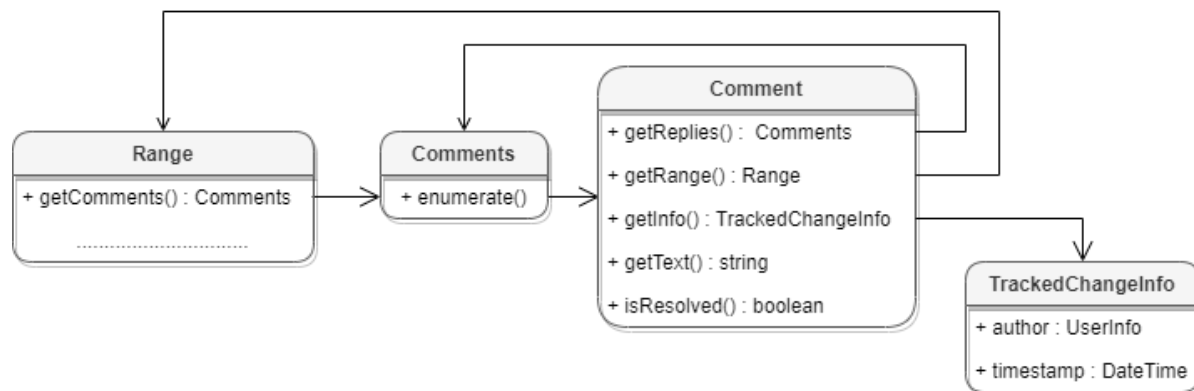 Range
+ getComments() : Comments
................................
Comments
+ enumerate()
Comment
+ getReplies() : Comments
+ getRange() : Range
+ getInfo() : TrackedChangeInfo
+ getText() : string
+ isResolved() : boolean
TrackedChangeInfo
+ author : UserInfo
+ timestamp : DateTime